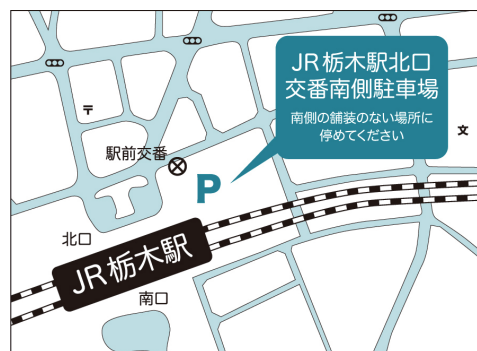 JR栃木駅北口
交番南側駐車場
南側の舗装のない場所に
停めてください
〒
文
駅前交番
P
北口
JR栃木駅
南口